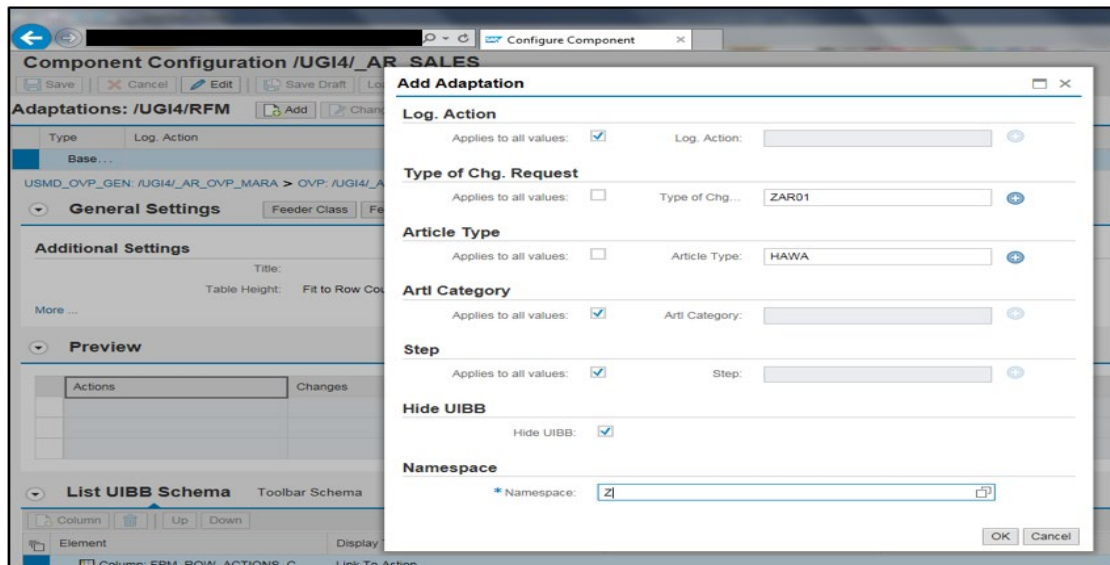 Configure Component
Component Configuration /UGI4/_AR_SALES
Save Cancel Edit Save Draft
Adaptations: /UGI4/RFM Add
Type Log. Action
Base...
USMD_OVP_GEN: /UGI4/_AR_OVP_MARA > OVP: /UGI4/_A
General Settings Feeder Class
Additional Settings
Title:
Table Height: Fit to Row Cou
More ...
Preview
Actions Changes
List UIBB Schema Toolbar Schema
Column Up Down
Element Display
Add Adaptation
Log. Action
Applies to all values: Log. Action:
Type of Chg. Request
Applies to all values: Type of Chg... ZAR01
Article Type
Applies to all values: Article Type: HAWA
Artl Category
Applies to all values: Artl Category:
Step
Applies to all values: Step:
Hide UIBB
Hide UIBB:
Namespace
* Namespace: Z
OK Cancel